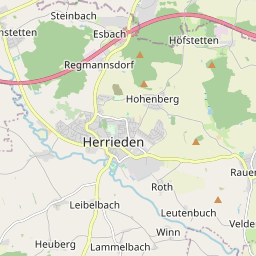 Steinbach
Esbach
nstetten
Höfstetten
Regmannsdorf
Hohenberg
Herrieden
Rauen
Roth
Leibelbach
Leutenbuch
Velde
Winn
Heuberg
Lammelbach